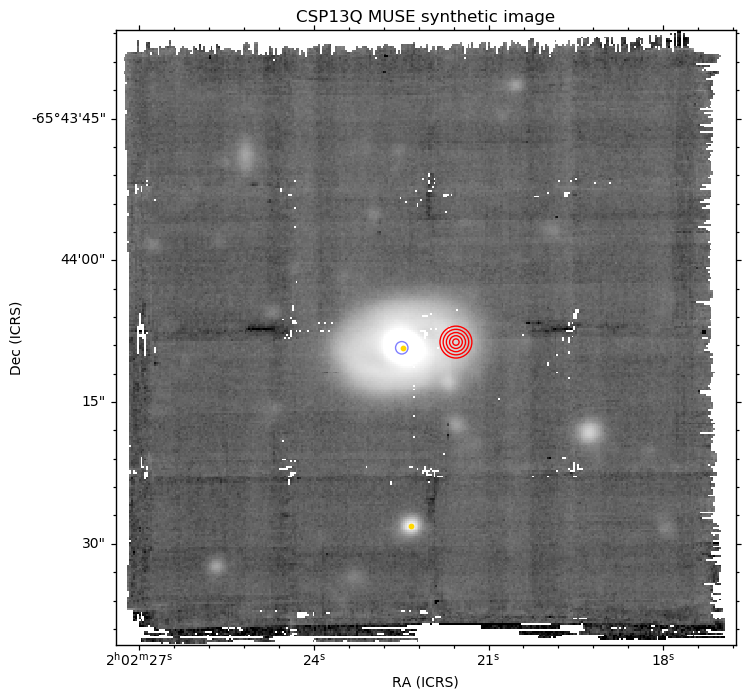 CSP13Q MUSE synthetic image
-65°43'45"
44'00"
15"
30"
Dec (ICRS)
2ʰ02ᵐ27ˢ 24ˢ 21ˢ 18ˢ
RA (ICRS)